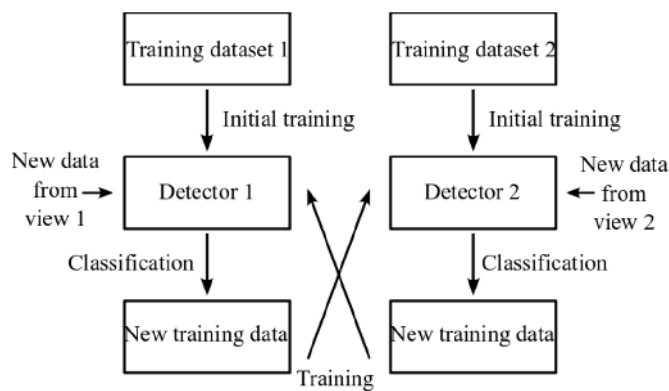 Training dataset 1
Training dataset 2
Initial training
Initial training
New data
from
view 1
Detector 1
Detector 2
New data
from
view 2
Classification
Classification
New training data
New training data
Training